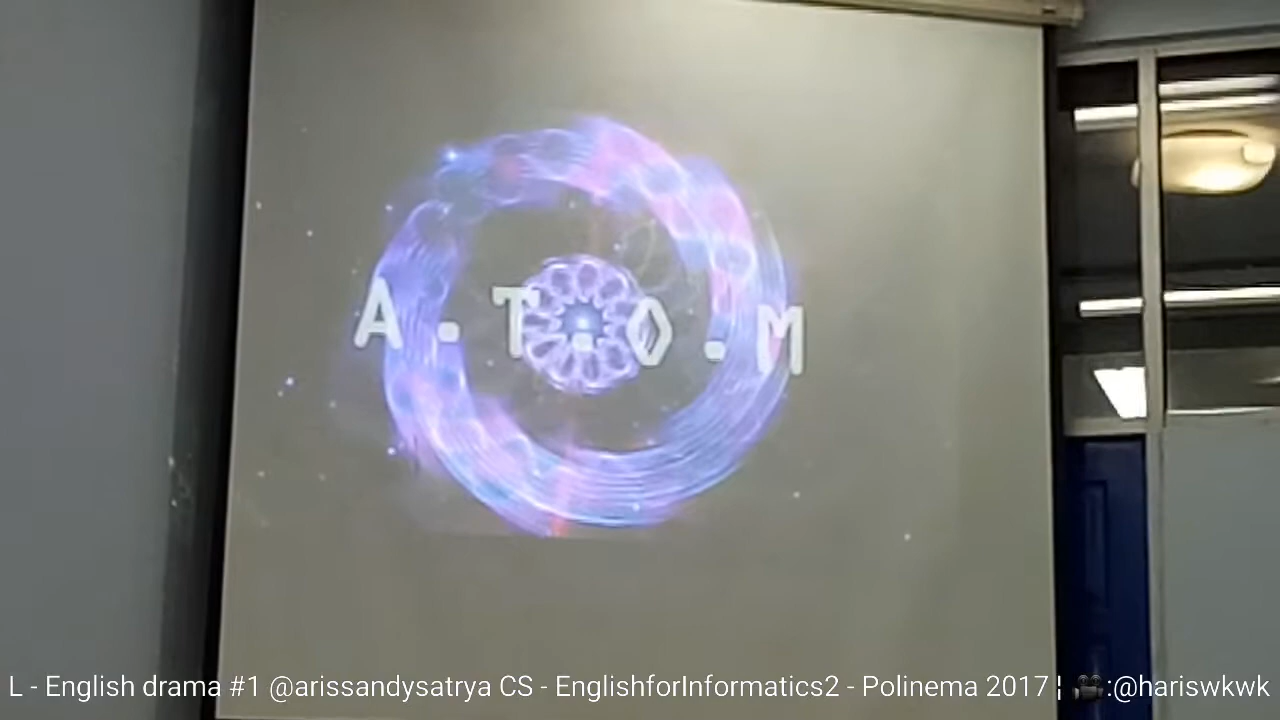 A.T.O.M
L - English drama #1 @arissandysatrya CS - EnglishforInformatics2 - Polinema 2017 ¦ 🎥:@hariswkwk